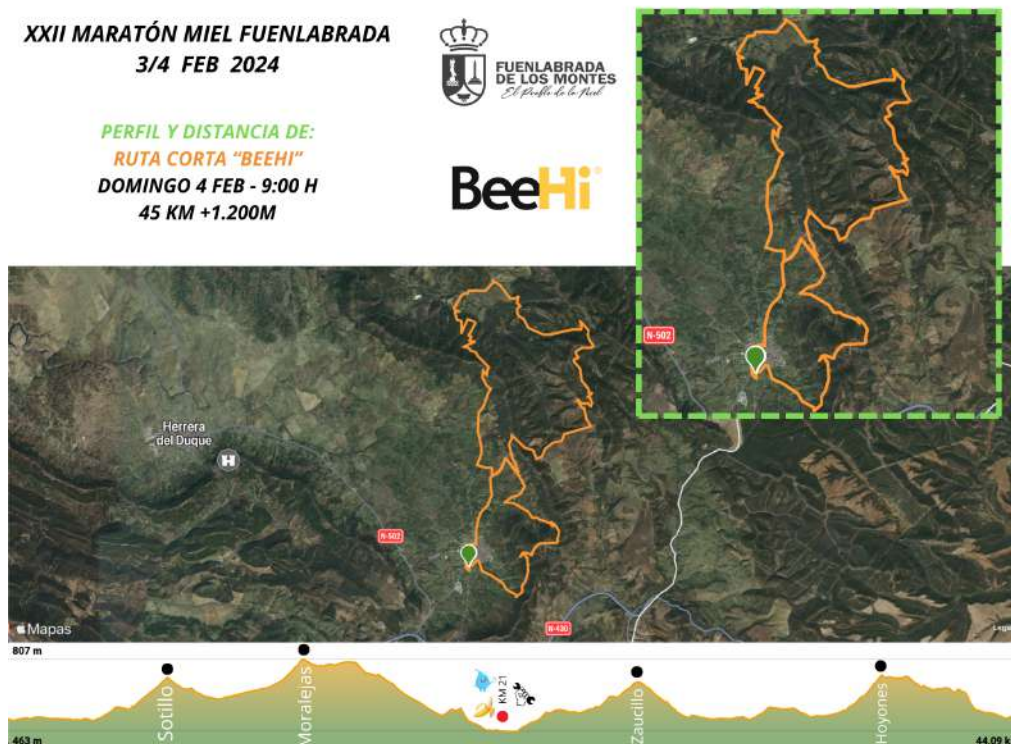 XXII MARATÓN MIEL FUENLABRADA
3/4 FEB 2024
FUENLABRADA
DE LOS MONTES
El Pueblo de la Miel
PERFIL Y DISTANCIA DE:
RUTA CORTA "BEEHI"
DOMINGO 4 FEB - 9:00 H
45 KM +1.200M
BeeHi®
N-502
Herrera
del Duque
H
N-502
N-430
Mapas
Legal
807 m
Sotillo
Moralejas
KM 21
Zaucillo
Hoyones
463 m
44.09 k